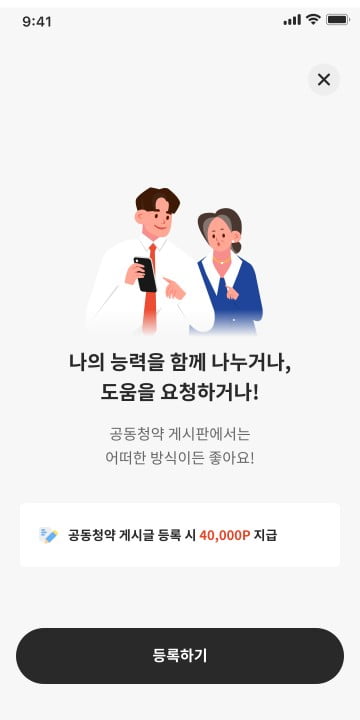 9:41
나의 능력을 함께 나누거나,
도움을 요청하거나!
공동청약 게시판에서는
어떠한 방식이든 좋아요!
공동청약 게시글 등록 시 40,000P 지급
등록하기